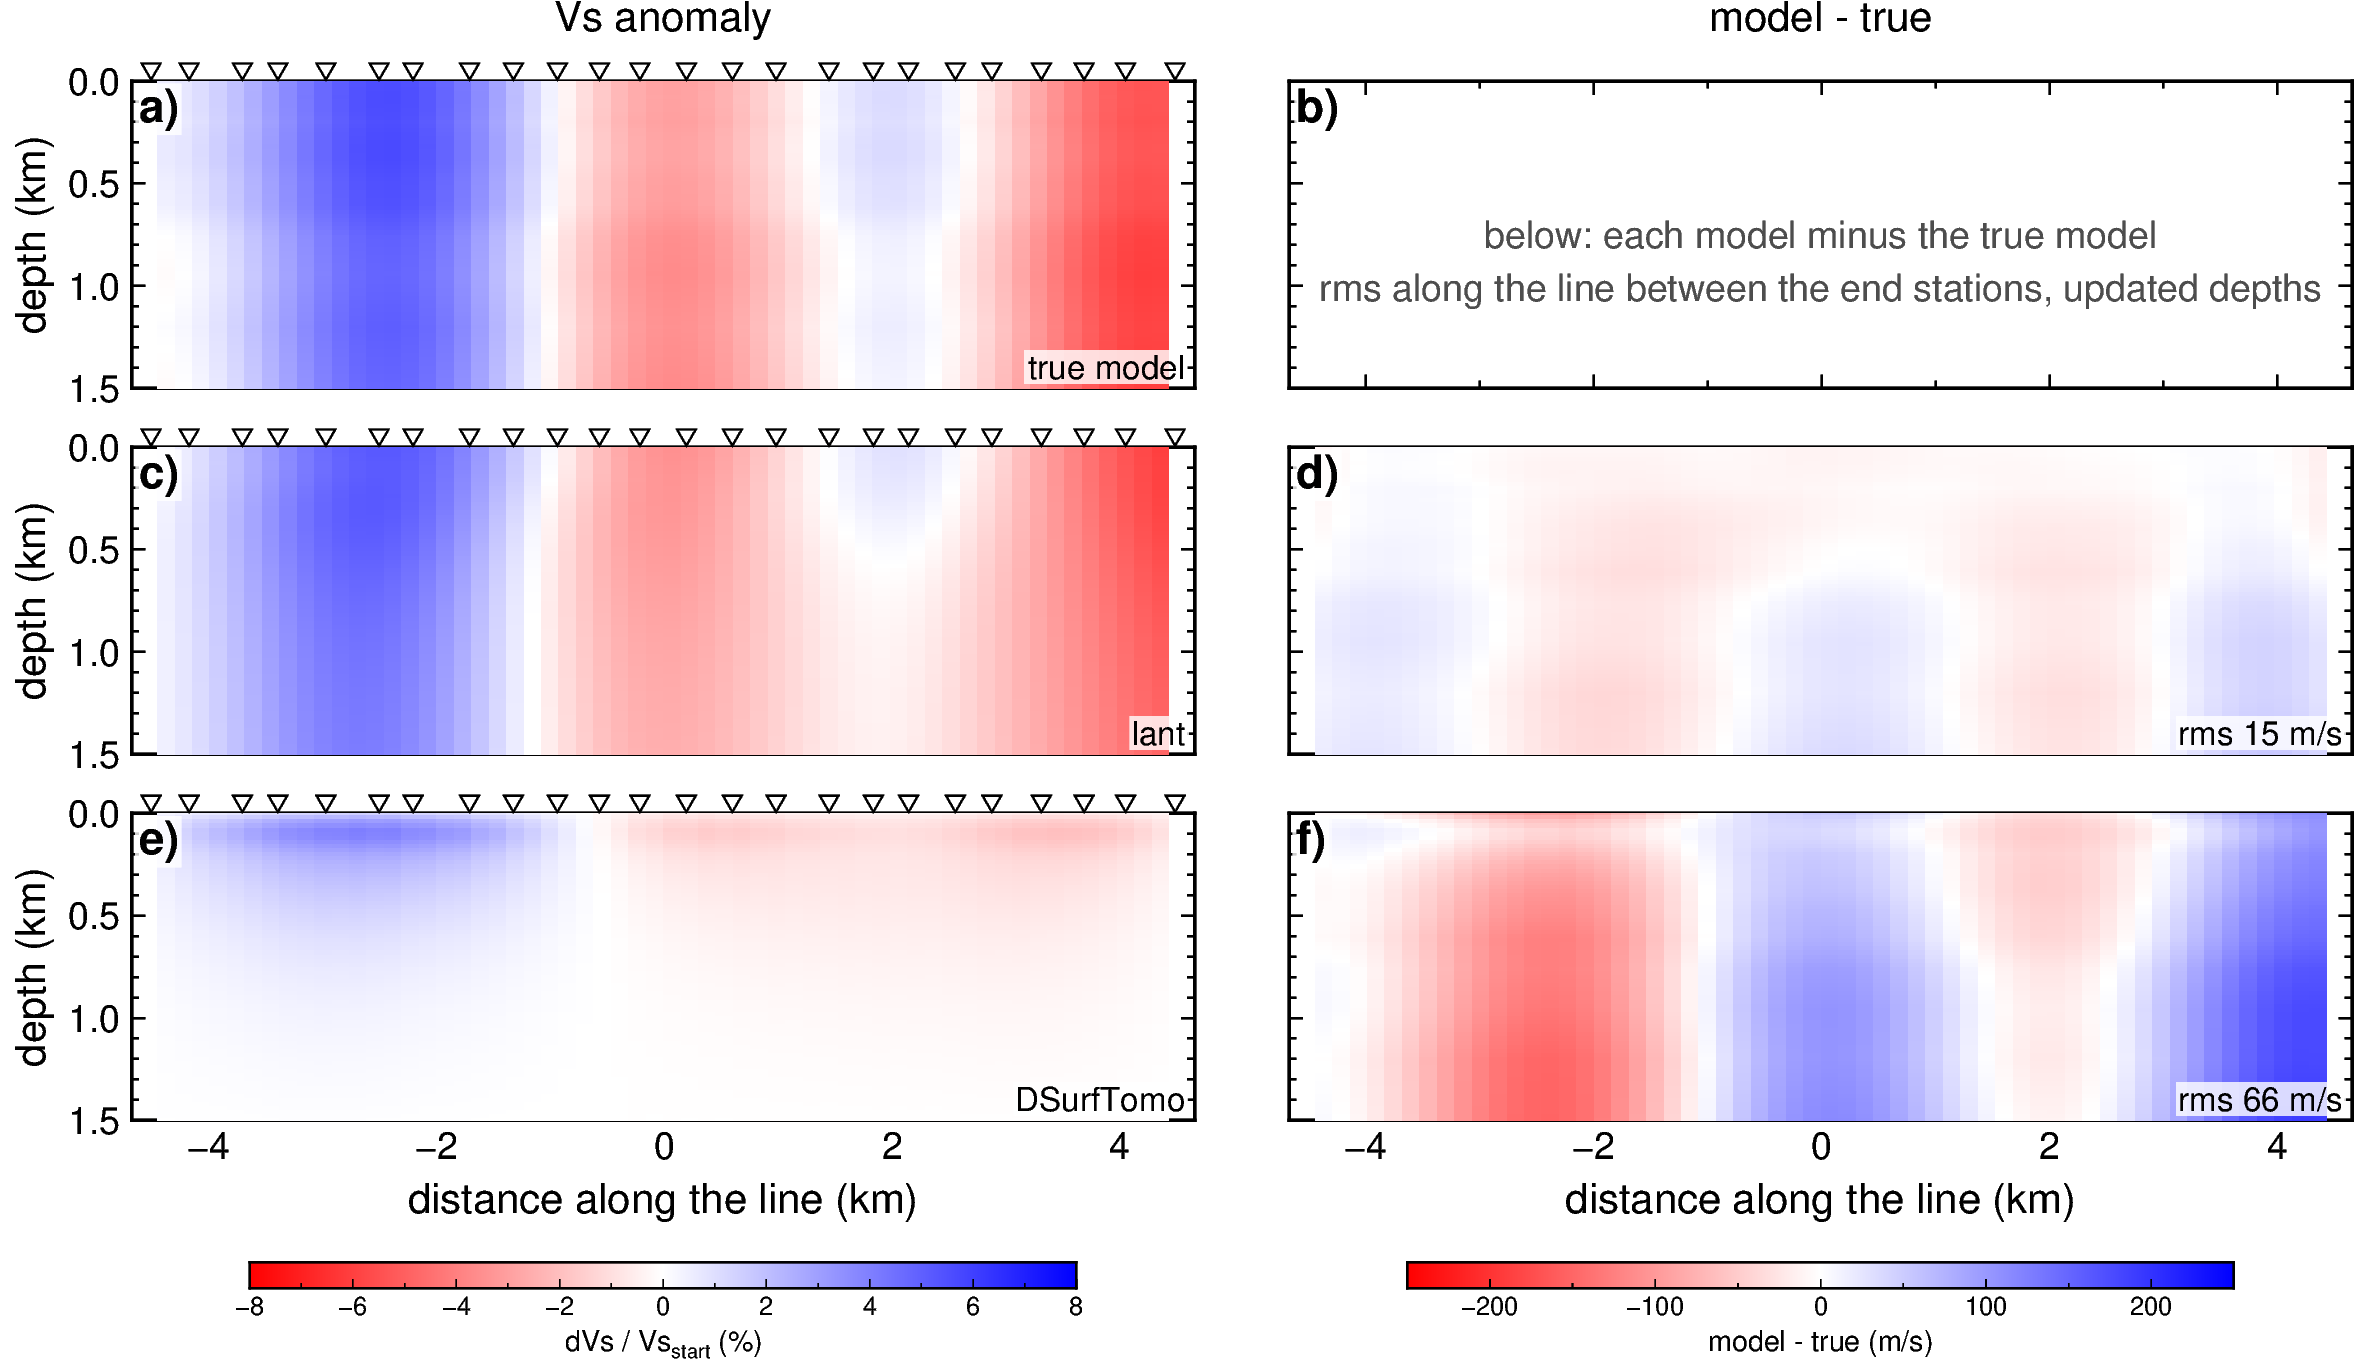 Vs anomaly
model - true
a)
0.0
0.5
1.0
1.5
depth (km)
true model
b)
below: each model minus the true model
rms along the line between the end stations, updated depths
c)
0.0
0.5
1.0
1.5
depth (km)
lant
d)
rms 15 m/s
e)
0.0
0.5
1.0
1.5
depth (km)
DSurfTomo
f)
rms 66 m/s
−4 −2 0 2 4
distance along the line (km)
−4 −2 0 2 4
distance along the line (km)
−8 −6 −4 −2 0 2 4 6 8
dVs / Vsstart (%)
−200 −100 0 100 200
model - true (m/s)